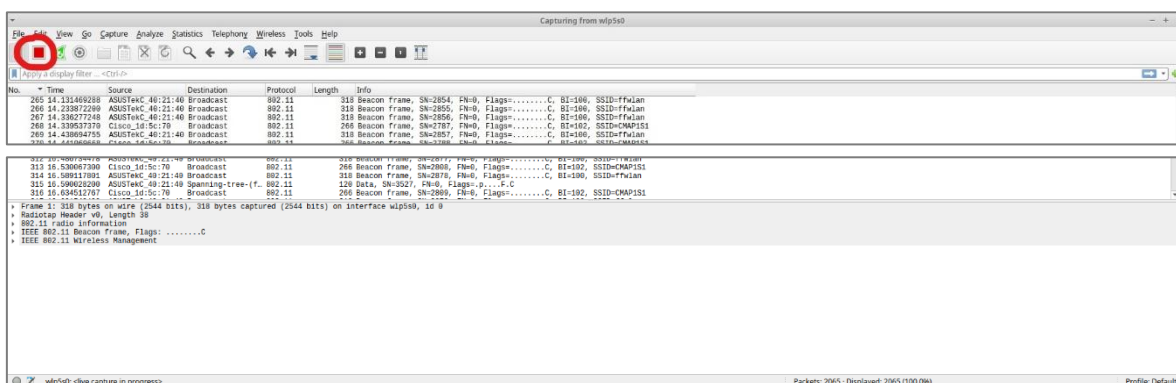 Capturing from wlp5s0
File Edit View Go Capture Analyze Statistics Telephony Wireless Tools Help
Apply a display filter ... <Ctrl-/>
No. Time Source Destination Protocol Length Info
265 14.131469288 ASUSTekC_40:21:40 Broadcast 802.11 318 Beacon frame, SN=2854, FN=0, Flags=........C, BI=100, SSID=ffwlan
266 14.233872200 ASUSTekC_40:21:40 Broadcast 802.11 318 Beacon frame, SN=2855, FN=0, Flags=........C, BI=100, SSID=ffwlan
267 14.336277248 ASUSTekC_40:21:40 Broadcast 802.11 318 Beacon frame, SN=2856, FN=0, Flags=........C, BI=100, SSID=ffwlan
268 14.339537370 Cisco_1d:5c:70 Broadcast 802.11 266 Beacon frame, SN=2787, FN=0, Flags=........C, BI=102, SSID=CMAP1S1
269 14.438694755 ASUSTekC_40:21:40 Broadcast 802.11 318 Beacon frame, SN=2857, FN=0, Flags=........C, BI=100, SSID=ffwlan
313 16.530067300 Cisco_1d:5c:70 Broadcast 802.11 266 Beacon frame, SN=2808, FN=0, Flags=........C, BI=102, SSID=CMAP1S1
314 16.589117801 ASUSTekC_40:21:40 Broadcast 802.11 318 Beacon frame, SN=2878, FN=0, Flags=........C, BI=100, SSID=ffwlan
315 16.590028200 ASUSTekC_40:21:40 Spanning-tree-(f… 802.11 120 Data, SN=3527, FN=0, Flags=.p....F.C
316 16.634512767 Cisco_1d:5c:70 Broadcast 802.11 266 Beacon frame, SN=2809, FN=0, Flags=........C, BI=102, SSID=CMAP1S1
Frame 1: 318 bytes on wire (2544 bits), 318 bytes captured (2544 bits) on interface wlp5s0, id 0
Radiotap Header v0, Length 38
802.11 radio information
IEEE 802.11 Beacon frame, Flags: ........C
IEEE 802.11 Wireless Management
wlp5s0: <live capture in progress>
Packets: 2065 · Displayed: 2065 (100.0%)
Profile: Default